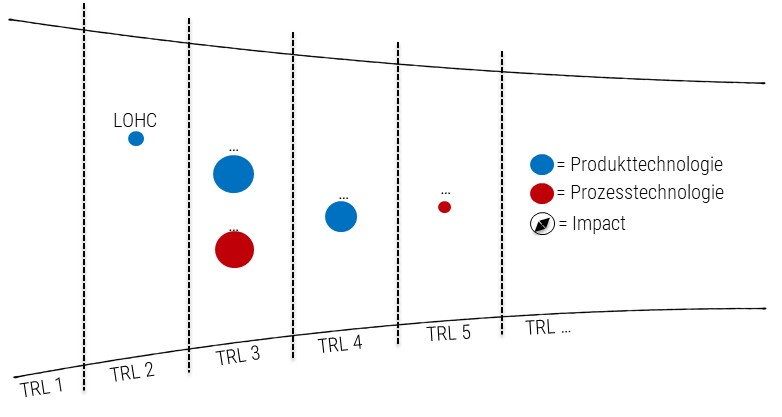 LOHC
...
...
...
...
= Produkttechnologie
= Prozesstechnologie
= Impact
TRL 1
TRL 2
TRL 3
TRL 4
TRL 5
TRL ...